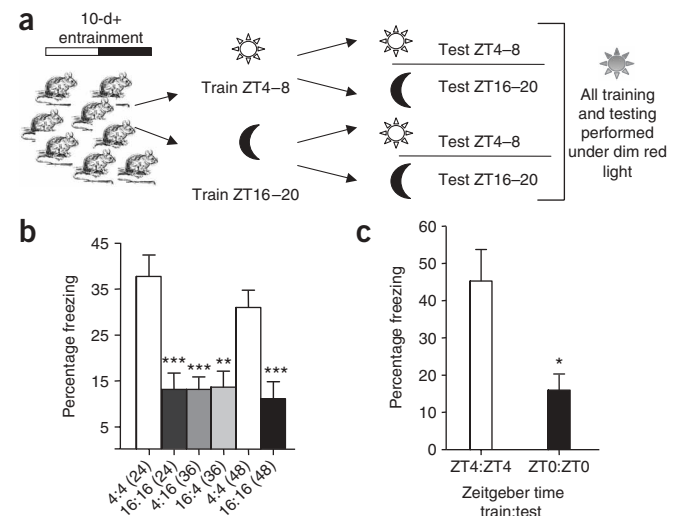 a
10-d+
entrainment
Train ZT4–8
Train ZT16–20
Test ZT4–8
Test ZT16–20
Test ZT4–8
Test ZT16–20
All training
and testing
performed
under dim red
light
b
Percentage freezing
45
35
25
15
5
***
***
**
***
4:4 (24)
16:16 (24)
4:16 (36)
16:4 (36)
4:4 (48)
16:16 (48)
c
Percentage freezing
60
50
40
30
20
10
0
*
ZT4:ZT4
ZT0:ZT0
Zeitgeber time
train:test